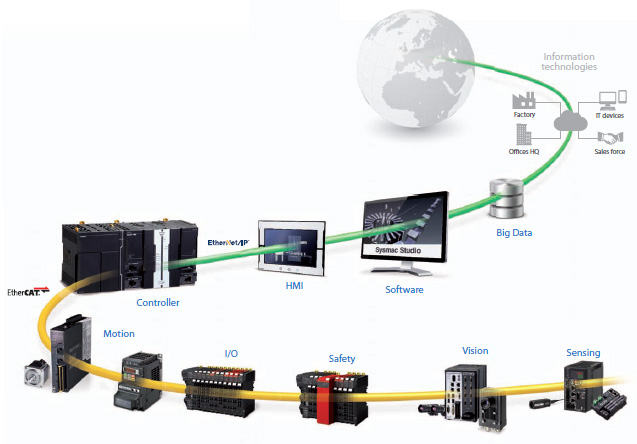 Information
technologies
Factory
IT devices
Offices HQ
Sales force
Big Data
EtherNet/IP
Sysmac Studio
HMI
Software
EtherCAT
Controller
Motion
I/O
Safety
Vision
Sensing